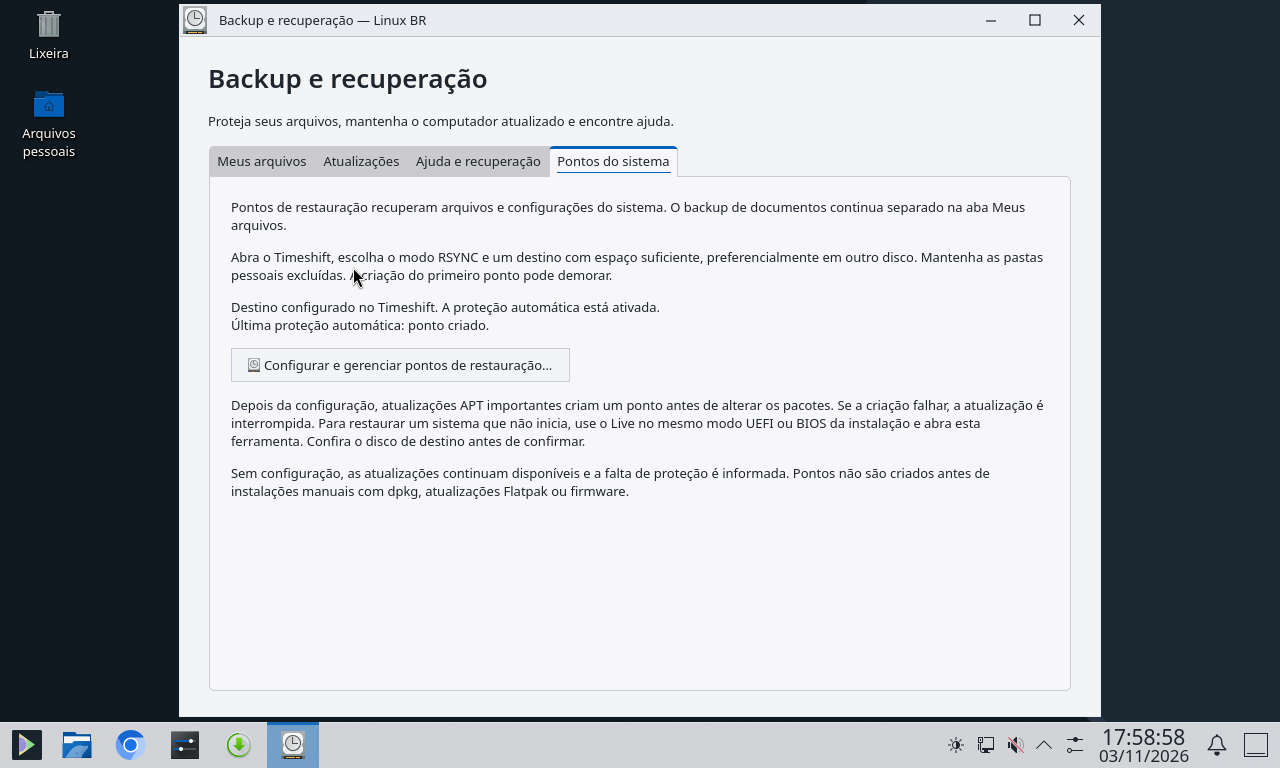 Lixeira
Arquivos
pessoais
Backup e recuperação — Linux BR
Backup e recuperação
Proteja seus arquivos, mantenha o computador atualizado e encontre ajuda.
Meus arquivos
Atualizações
Ajuda e recuperação
Pontos do sistema
Pontos de restauração recuperam arquivos e configurações do sistema. O backup de documentos continua separado na aba Meus
arquivos.
Abra o Timeshift, escolha o modo RSYNC e um destino com espaço suficiente, preferencialmente em outro disco. Mantenha as pastas
pessoais excluídas. A criação do primeiro ponto pode demorar.
Destino configurado no Timeshift. A proteção automática está ativada.
Última proteção automática: ponto criado.
Configurar e gerenciar pontos de restauração...
Depois da configuração, atualizações APT importantes criam um ponto antes de alterar os pacotes. Se a criação falhar, a atualização é
interrompida. Para restaurar um sistema que não inicia, use o Live no mesmo modo UEFI ou BIOS da instalação e abra esta
ferramenta. Confira o disco de destino antes de confirmar.
Sem configuração, as atualizações continuam disponíveis e a falta de proteção é informada. Pontos não são criados antes de
instalações manuais com dpkg, atualizações Flatpak ou firmware.
17:58:58
03/11/2026